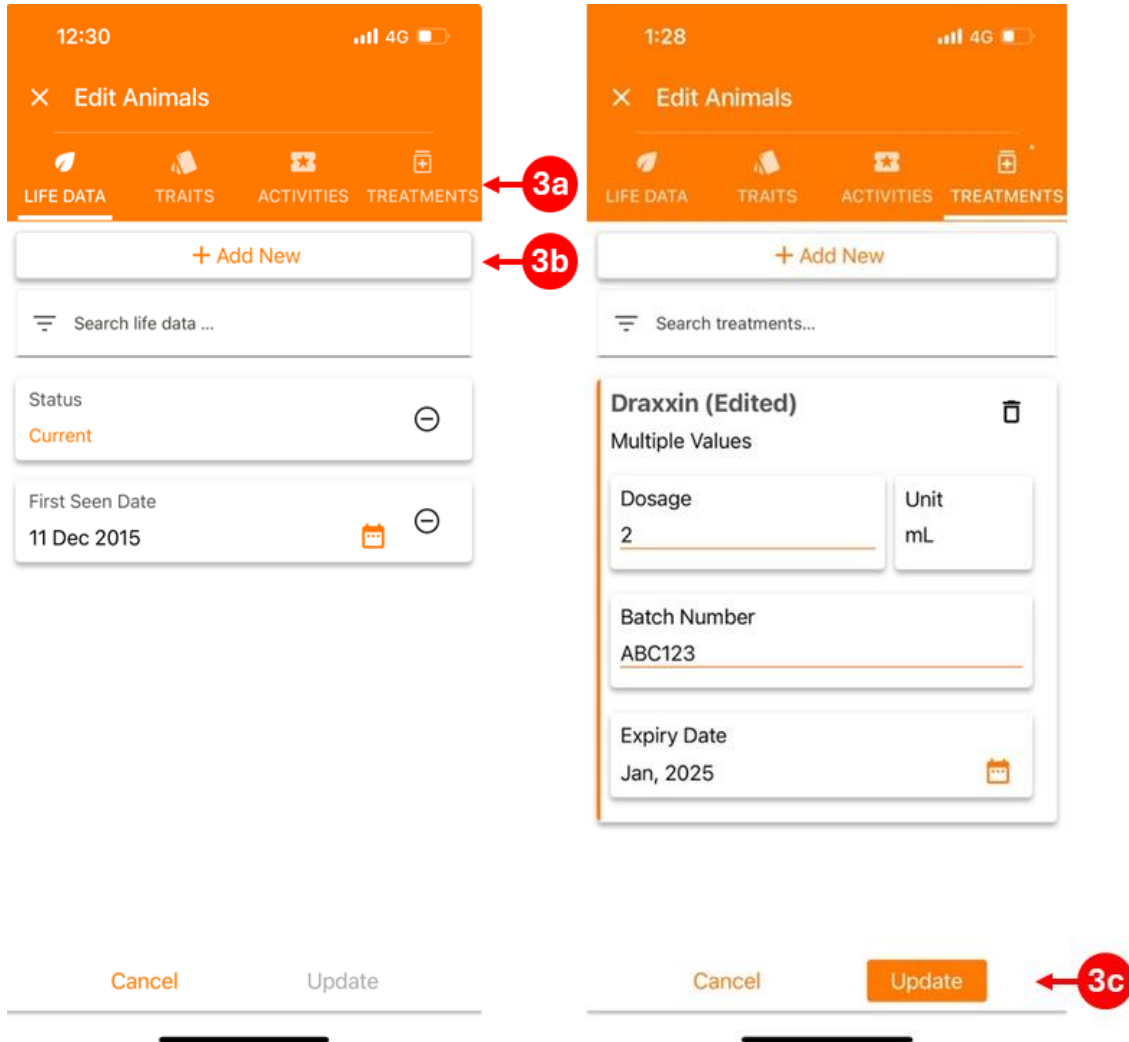 12:30
4G
Edit Animals
LIFE DATA TRAITS ACTIVITIES TREATMENTS
3a
+ Add New
3b
Search life data ...
Status
Current
First Seen Date
11 Dec 2015
Cancel Update
1:28
4G
Edit Animals
LIFE DATA TRAITS ACTIVITIES TREATMENTS
+ Add New
Search treatments...
Draxxin (Edited)
Multiple Values
Dosage Unit
2 mL
Batch Number
ABC123
Expiry Date
Jan, 2025
Cancel Update
3c